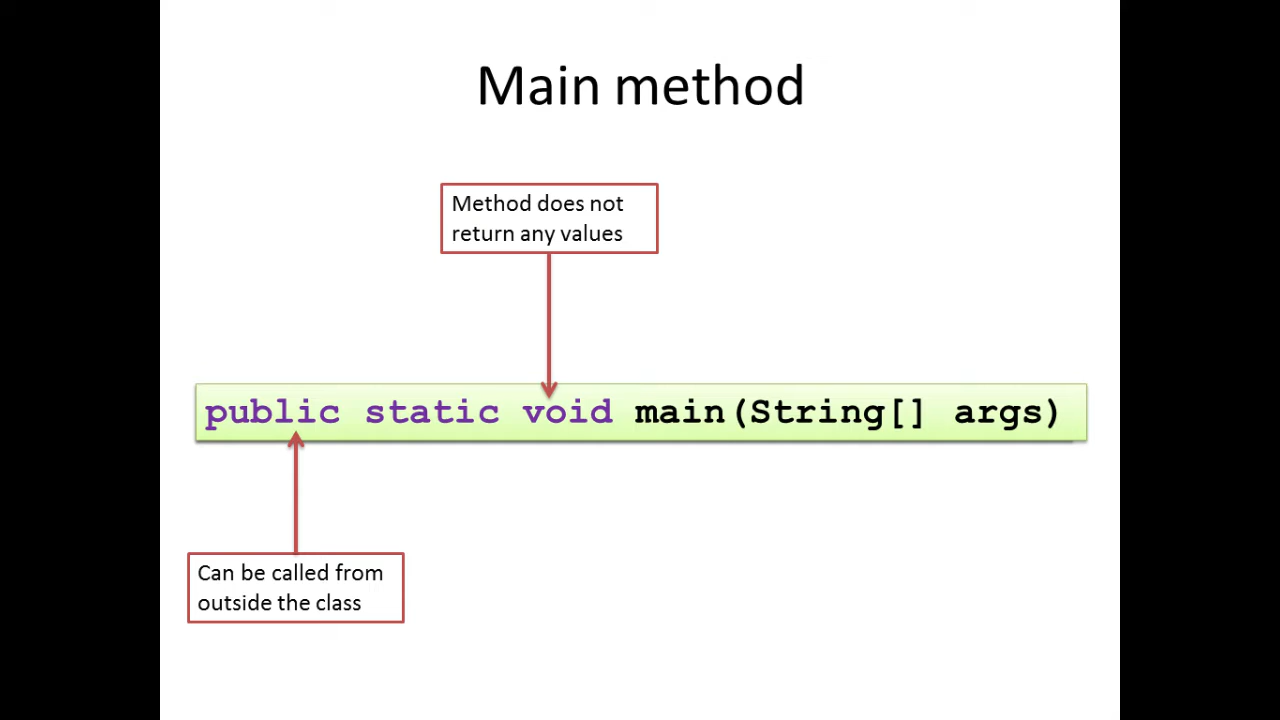 Main method
Method does not
return any values
public static void main(String[] args)
Can be called from
outside the class